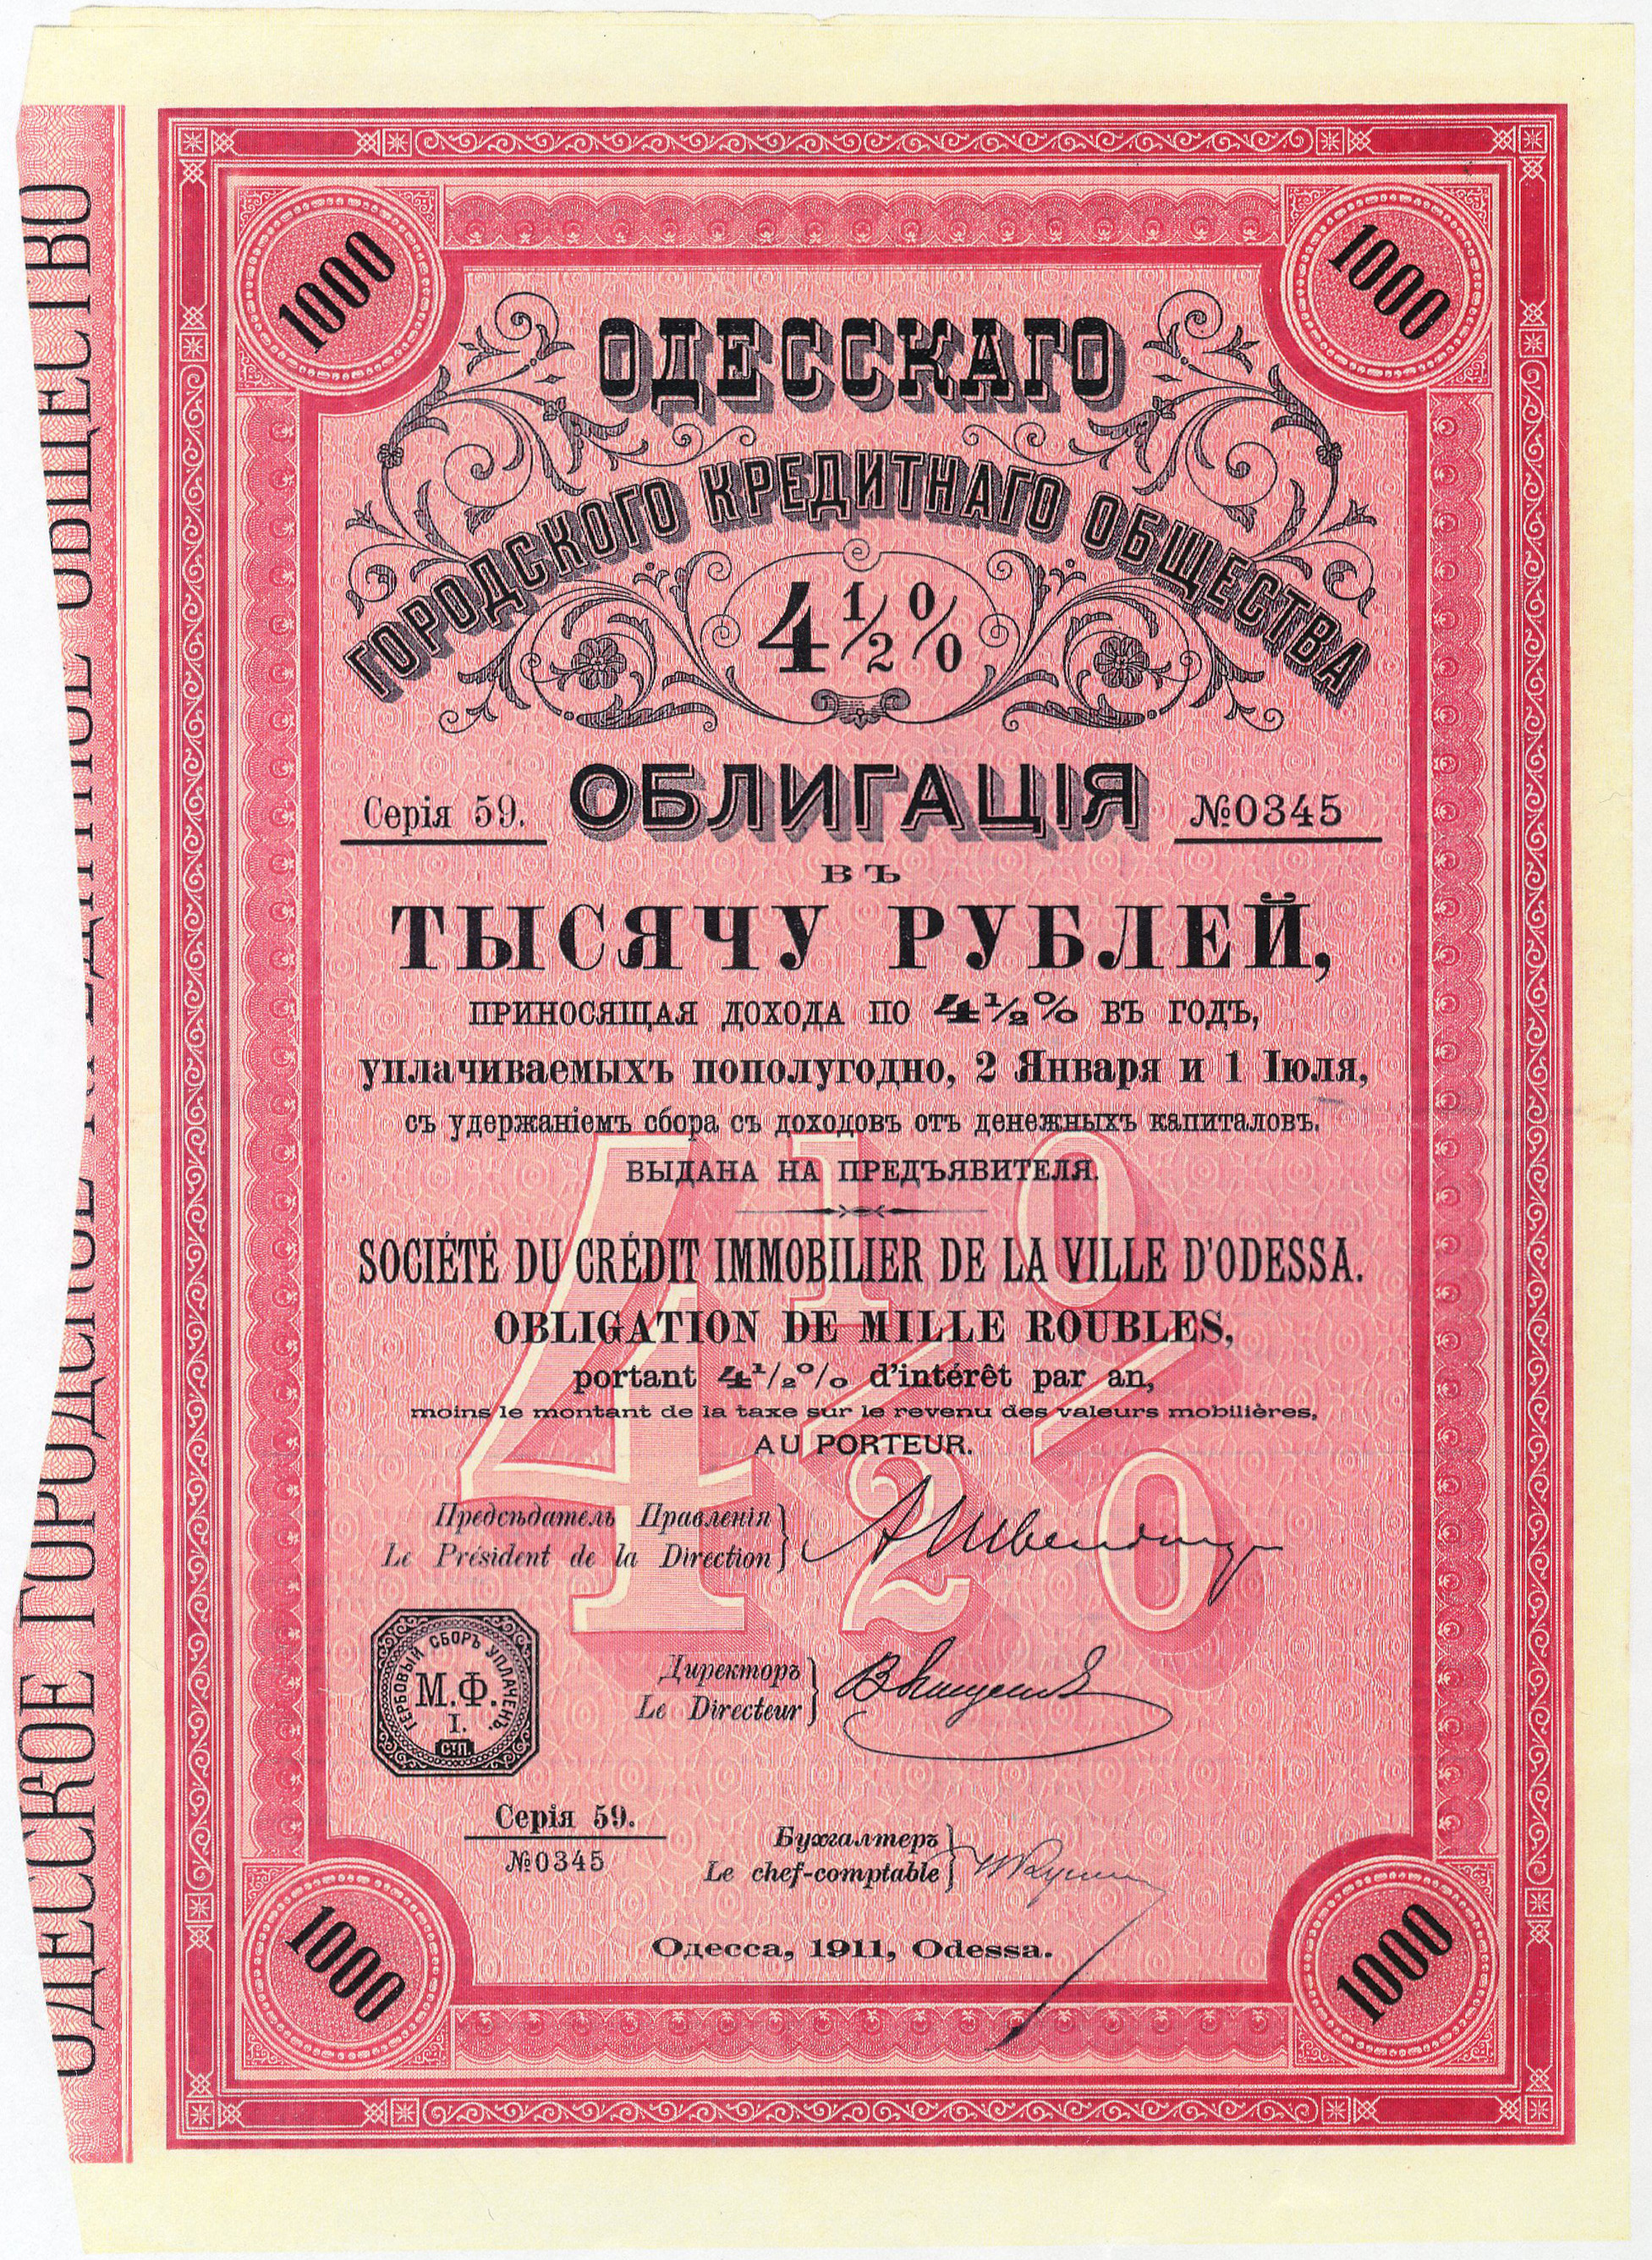 ОДЕССКОЕ ГОРОДСКОЕ КРЕДИТНОЕ ОБЩЕСТВО
1000
1000
ОДЕССКАГО
ГОРОДСКОГО КРЕДИТНАГО ОБЩЕСТВА
4½%
Серія 59. ОБЛИГАЦІЯ №0345
ВЪ
ТЫСЯЧУ РУБЛЕЙ,
ПРИНОСЯЩАЯ ДОХОДА ПО 4½% ВЪ ГОДЪ,
уплачиваемыхъ пополугодно, 2 Января и 1 Іюля,
съ удержаніемъ сбора съ доходовъ отъ денежныхъ капиталовъ.
ВЫДАНА НА ПРЕДЪЯВИТЕЛЯ.
4½%
SOCIÉTÉ DU CRÉDIT IMMOBILIER DE LA VILLE D'ODESSA.
OBLIGATION DE MILLE ROUBLES,
portant 4½% d'intérêt par an,
moins le montant de la taxe sur le revenu des valeurs mobilières,
AU PORTEUR.
Предсѣдатель Правленія
Le Président de la Direction
ГЕРБОВЫЙ СБОРЪ УПЛАЧЕНЪ.
М.Ф.
I.
С.П.
Директоръ
Le Directeur
Серія 59.
№0345
Бухгалтеръ
Le chef-comptable
Одесса, 1911, Odessa.
1000
1000